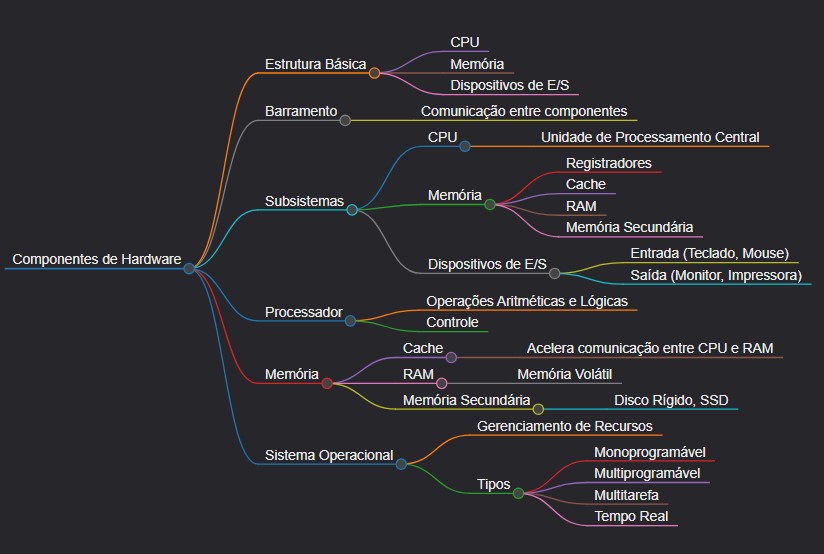 Componentes de Hardware
Estrutura Básica
CPU
Memória
Dispositivos de E/S
Barramento
Comunicação entre componentes
Subsistemas
CPU
Unidade de Processamento Central
Memória
Registradores
Cache
RAM
Memória Secundária
Dispositivos de E/S
Entrada (Teclado, Mouse)
Saída (Monitor, Impressora)
Processador
Operações Aritméticas e Lógicas
Controle
Memória
Cache
Acelera comunicação entre CPU e RAM
RAM
Memória Volátil
Memória Secundária
Disco Rígido, SSD
Sistema Operacional
Gerenciamento de Recursos
Tipos
Monoprogramável
Multiprogramável
Multitarefa
Tempo Real